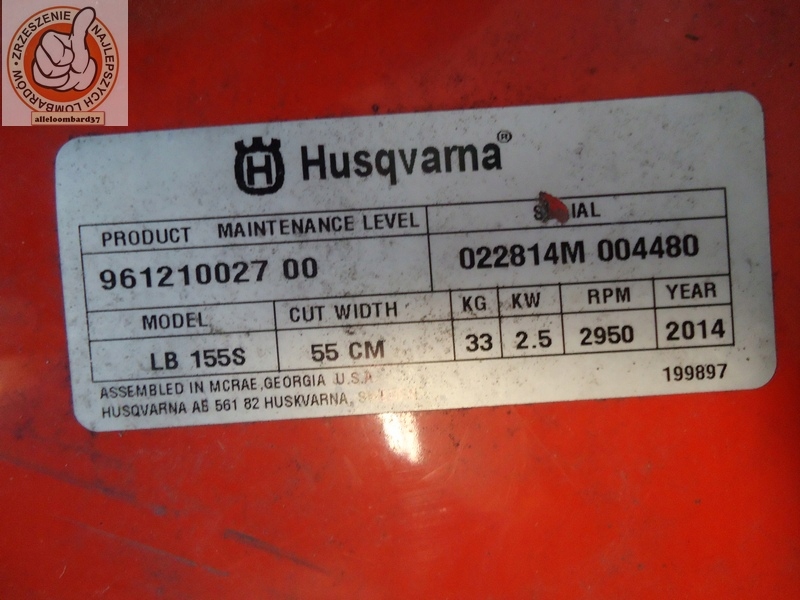 ZRZESZENIE NAJLEPSZYCH LOMBARDÓW
alleloombard37
H Husqvarna®
PRODUCT MAINTENANCE LEVEL
961210027 00
022814M 004480
MODEL CUT WIDTH KG KW RPM YEAR
LB 155S 55 CM 33 2.5 2950 2014
ASSEMBLED IN MCRAE, GEORGIA U.S.A
HUSQVARNA AB 561 82 HUSKVARNA,
199897